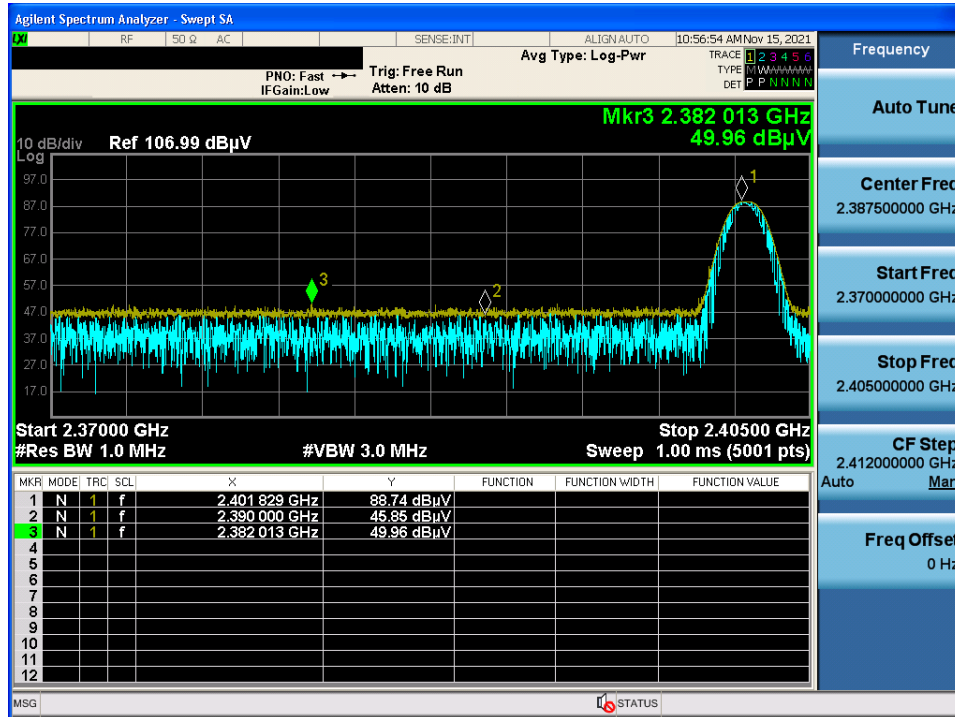 Agilent Spectrum Analyzer - Swept SA
LXI RF 50 Ω AC SENSE:INT ALIGN AUTO 10:56:54 AM Nov 15, 2021
PNO: Fast Trig: Free Run Avg Type: Log-Pwr TRACE 1 2 3 4 5 6
IFGain:Low Atten: 10 dB TYPE M W W W W W
DET P P N N N N
Mkr3 2.382 013 GHz
49.96 dBµV
10 dB/div Ref 106.99 dBµV
Log
97.0
87.0
77.0
67.0
57.0
47.0
37.0
27.0
17.0
1
2
3
Start 2.37000 GHz Stop 2.40500 GHz
#Res BW 1.0 MHz #VBW 3.0 MHz Sweep 1.00 ms (5001 pts)
MKR MODE TRC SCL X Y FUNCTION FUNCTION WIDTH FUNCTION VALUE
1 N 1 f 2.401 829 GHz 88.74 dBµV
2 N 1 f 2.390 000 GHz 45.85 dBµV
3 N 1 f 2.382 013 GHz 49.96 dBµV
4
5
6
7
8
9
10
11
12
MSG STATUS
Frequency
Auto Tune
Center Freq
2.387500000 GHz
Start Freq
2.370000000 GHz
Stop Freq
2.405000000 GHz
CF Step
2.412000000 GHz
Auto Man
Freq Offset
0 Hz